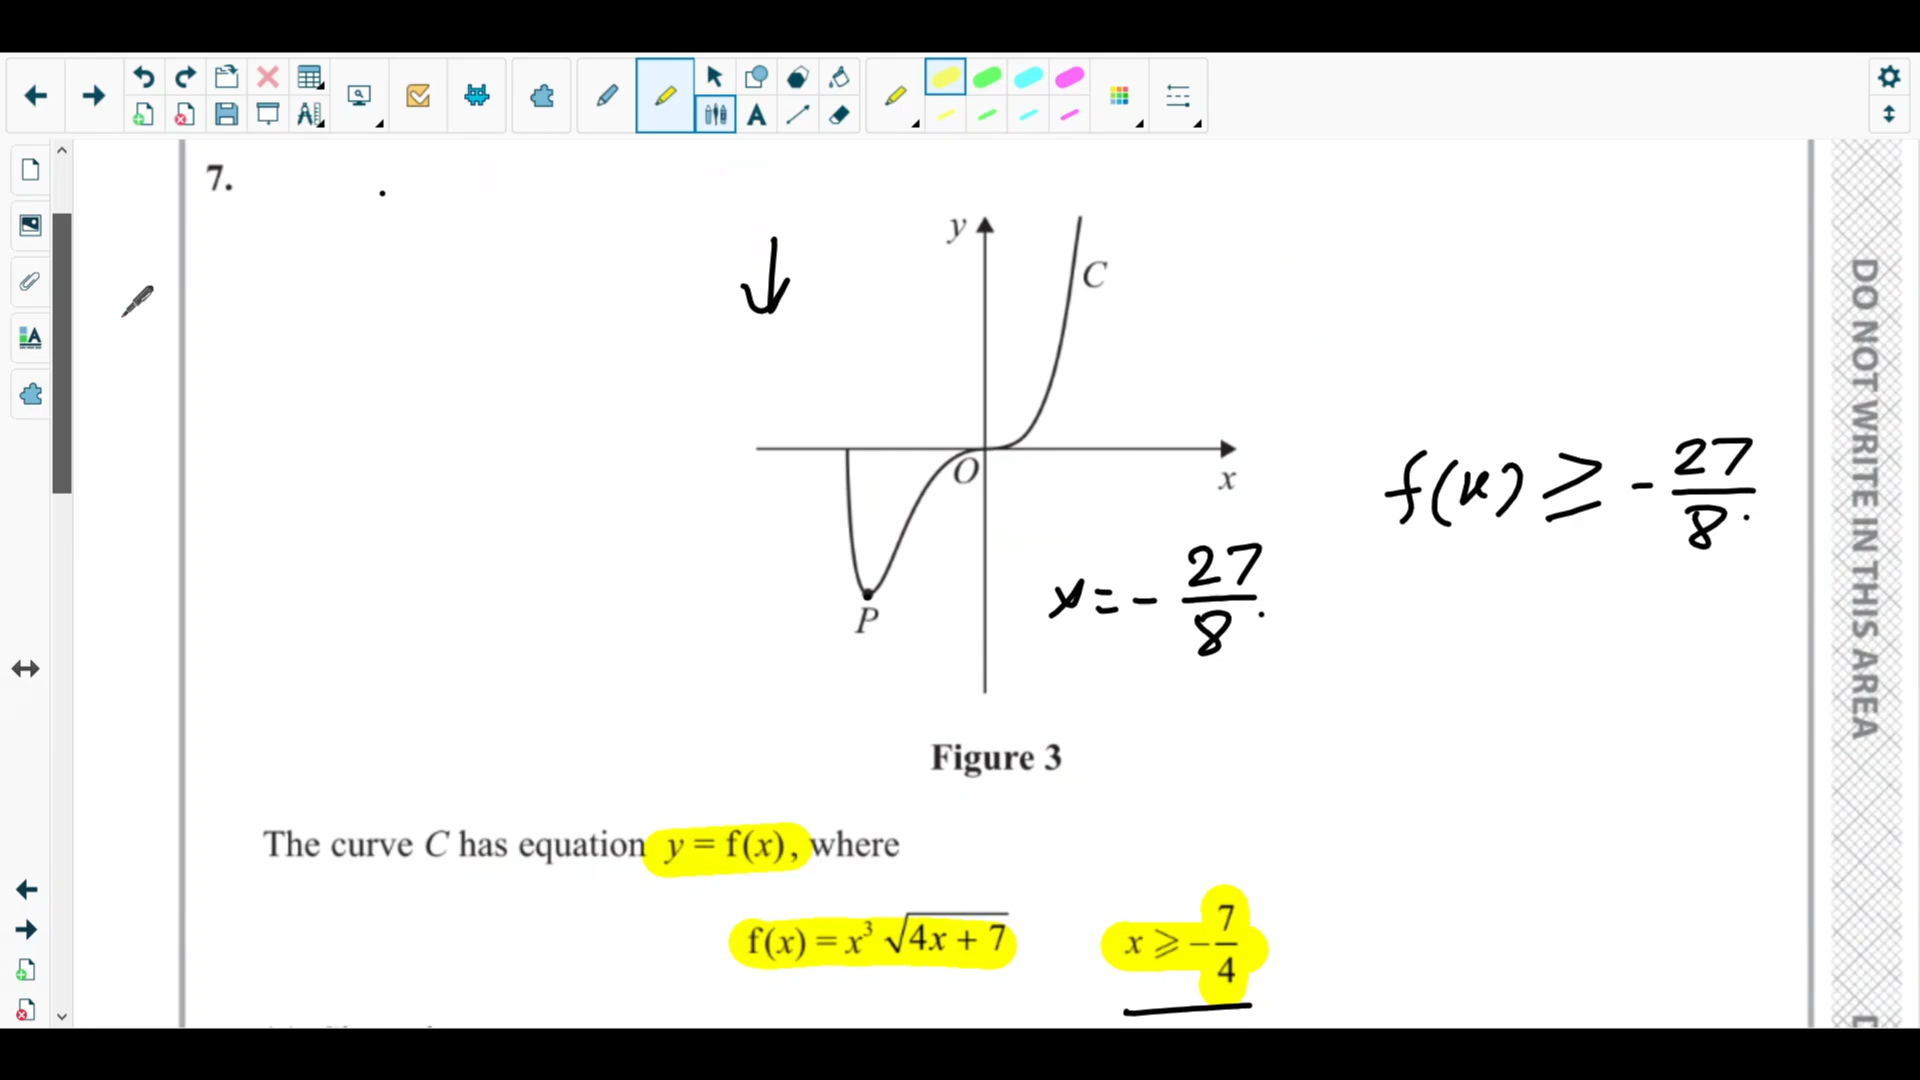 7.
y
C
O
x
f(x) ≥ - 27/8
x = - 27/8
P
Figure 3
The curve C has equation y = f(x), where
f(x) = x³ √(4x + 7)    x ⩾ - 7/4
DO NOT WRITE IN THIS AREA